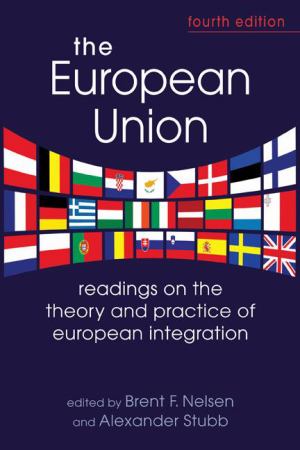 fourth edition
the
European
Union
readings on the
theory and practice of
european integration
edited by Brent F. Nelsen
and Alexander Stubb